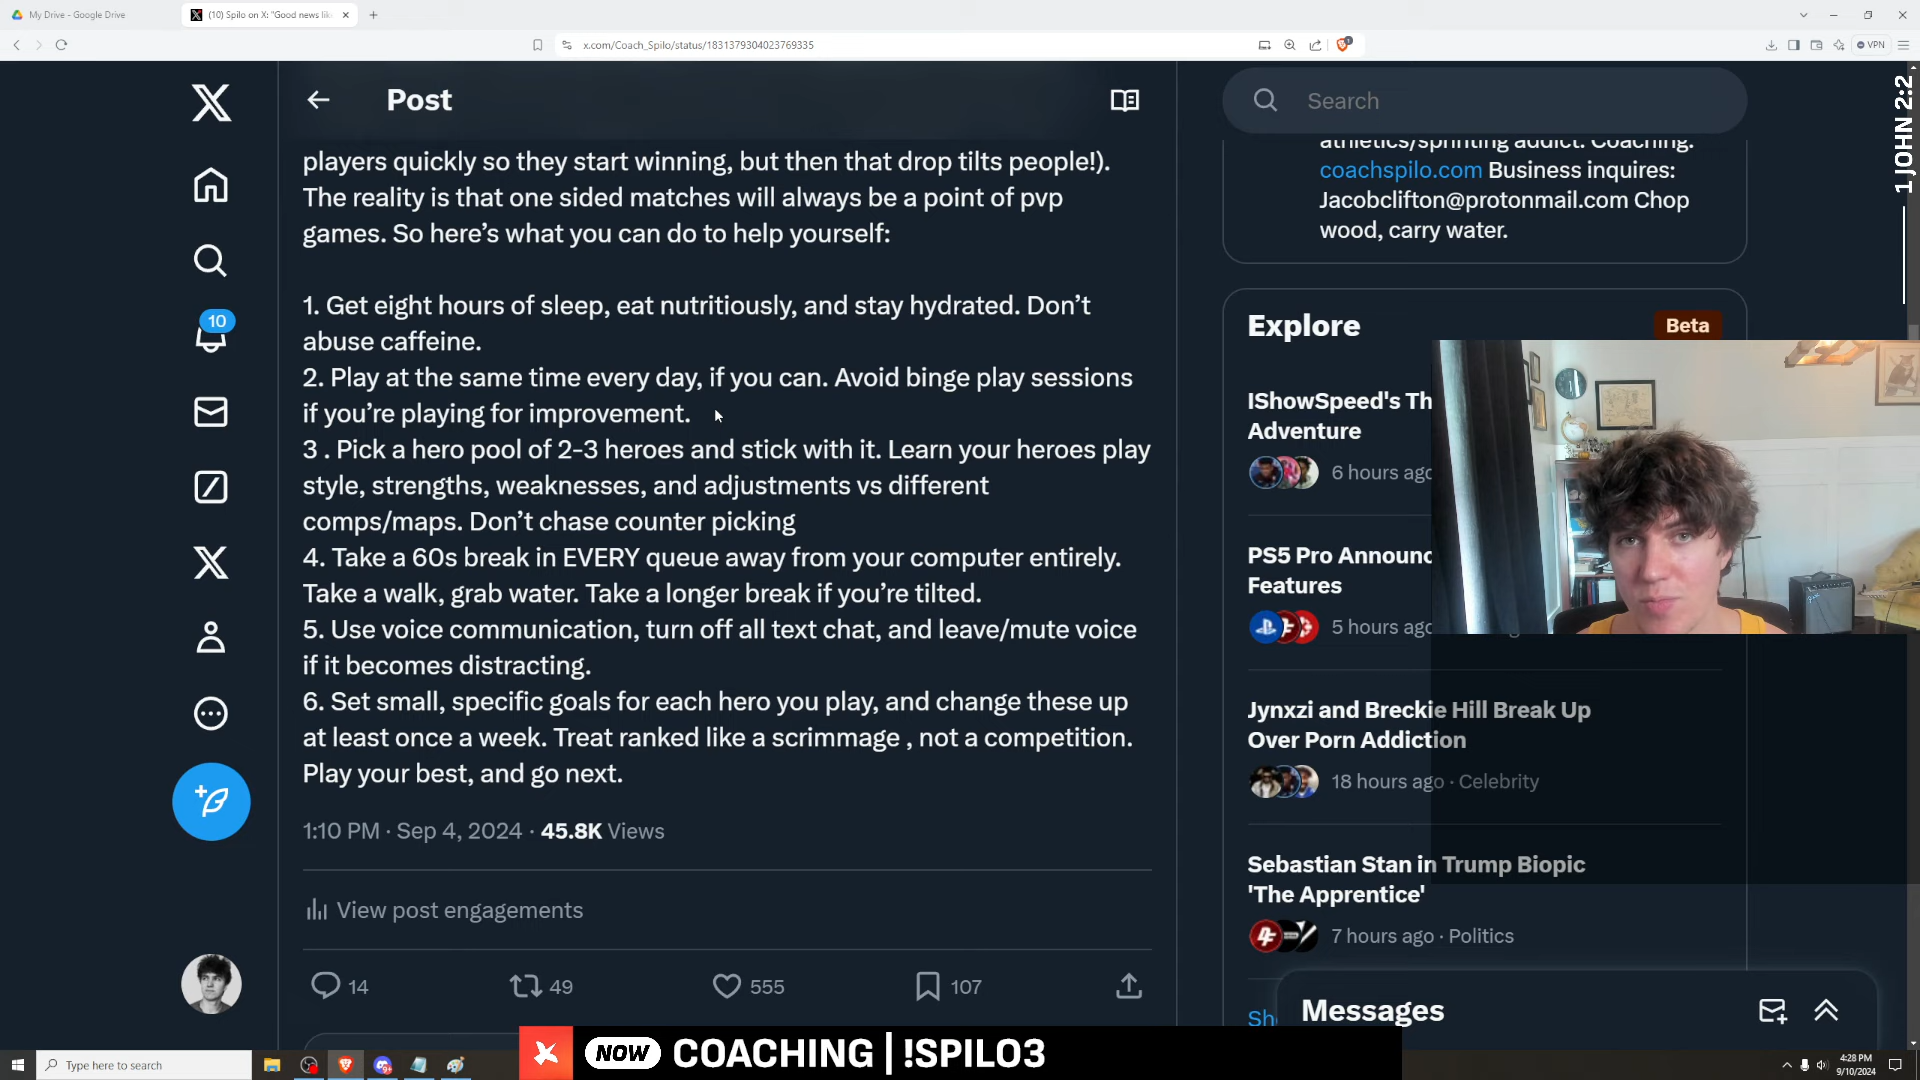 My Drive - Google Drive
(10) Spilo on X: "Good news lik
x.com/Coach_Spilo/status/1831379304023769335
VPN
Post
Search
players quickly so they start winning, but then that drop tilts people!).
The reality is that one sided matches will always be a point of pvp
games. So here's what you can do to help yourself:
1. Get eight hours of sleep, eat nutritiously, and stay hydrated. Don't
abuse caffeine.
2. Play at the same time every day, if you can. Avoid binge play sessions
if you're playing for improvement.
3 . Pick a hero pool of 2-3 heroes and stick with it. Learn your heroes play
style, strengths, weaknesses, and adjustments vs different
comps/maps. Don't chase counter picking
4. Take a 60s break in EVERY queue away from your computer entirely.
Take a walk, grab water. Take a longer break if you're tilted.
5. Use voice communication, turn off all text chat, and leave/mute voice
if it becomes distracting.
6. Set small, specific goals for each hero you play, and change these up
at least once a week. Treat ranked like a scrimmage , not a competition.
Play your best, and go next.
1:10 PM · Sep 4, 2024 · 45.8K Views
View post engagements
14
49
555
107
10
athletics/sprinting addict. Coaching:
coachspilo.com Business inquires:
Jacobclifton@protonmail.com Chop
wood, carry water.
Explore
Beta
IShowSpeed's Th
Adventure
6 hours ago
PS5 Pro Announc
Features
5 hours ago
Jynxzi and Breckie Hill Break Up
Over Porn Addiction
18 hours ago · Celebrity
Sebastian Stan in Trump Biopic
'The Apprentice'
7 hours ago · Politics
Sh
Messages
1 JOHN 2:2
NOW COACHING | !SPILO3
Type here to search
4:28 PM
9/10/2024